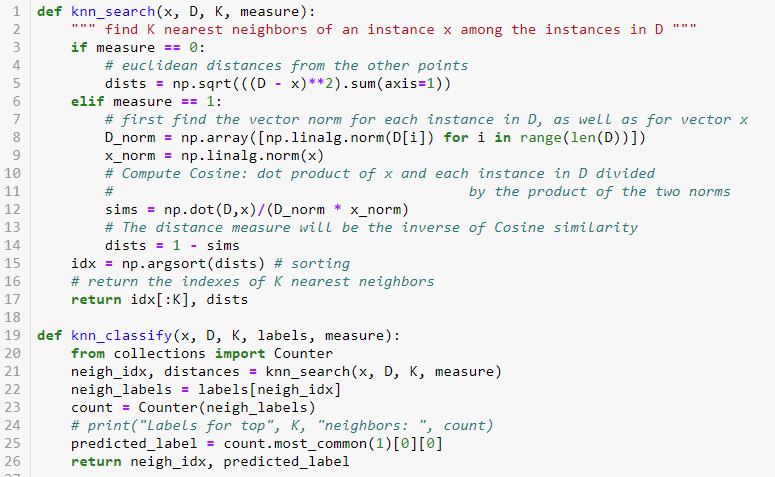 1 def knn_search(x, D, K, measure):
2     """ find K nearest neighbors of an instance x among the instances in D """
3     if measure == 0:
4         # euclidean distances from the other points
5         dists = np.sqrt(((D - x)**2).sum(axis=1))
6     elif measure == 1:
7         # first find the vector norm for each instance in D, as well as for vector x
8         D_norm = np.array([np.linalg.norm(D[i]) for i in range(len(D))])
9         x_norm = np.linalg.norm(x)
10         # Compute Cosine: dot product of x and each instance in D divided
11         #                                          by the product of the two norms
12         sims = np.dot(D,x)/(D_norm * x_norm)
13         # The distance measure will be the inverse of Cosine similarity
14         dists = 1 - sims
15     idx = np.argsort(dists) # sorting
16     # return the indexes of K nearest neighbors
17     return idx[:K], dists
18
19 def knn_classify(x, D, K, labels, measure):
20     from collections import Counter
21     neigh_idx, distances = knn_search(x, D, K, measure)
22     neigh_labels = labels[neigh_idx]
23     count = Counter(neigh_labels)
24     # print("Labels for top", K, "neighbors: ", count)
25     predicted_label = count.most_common(1)[0][0]
26     return neigh_idx, predicted_label